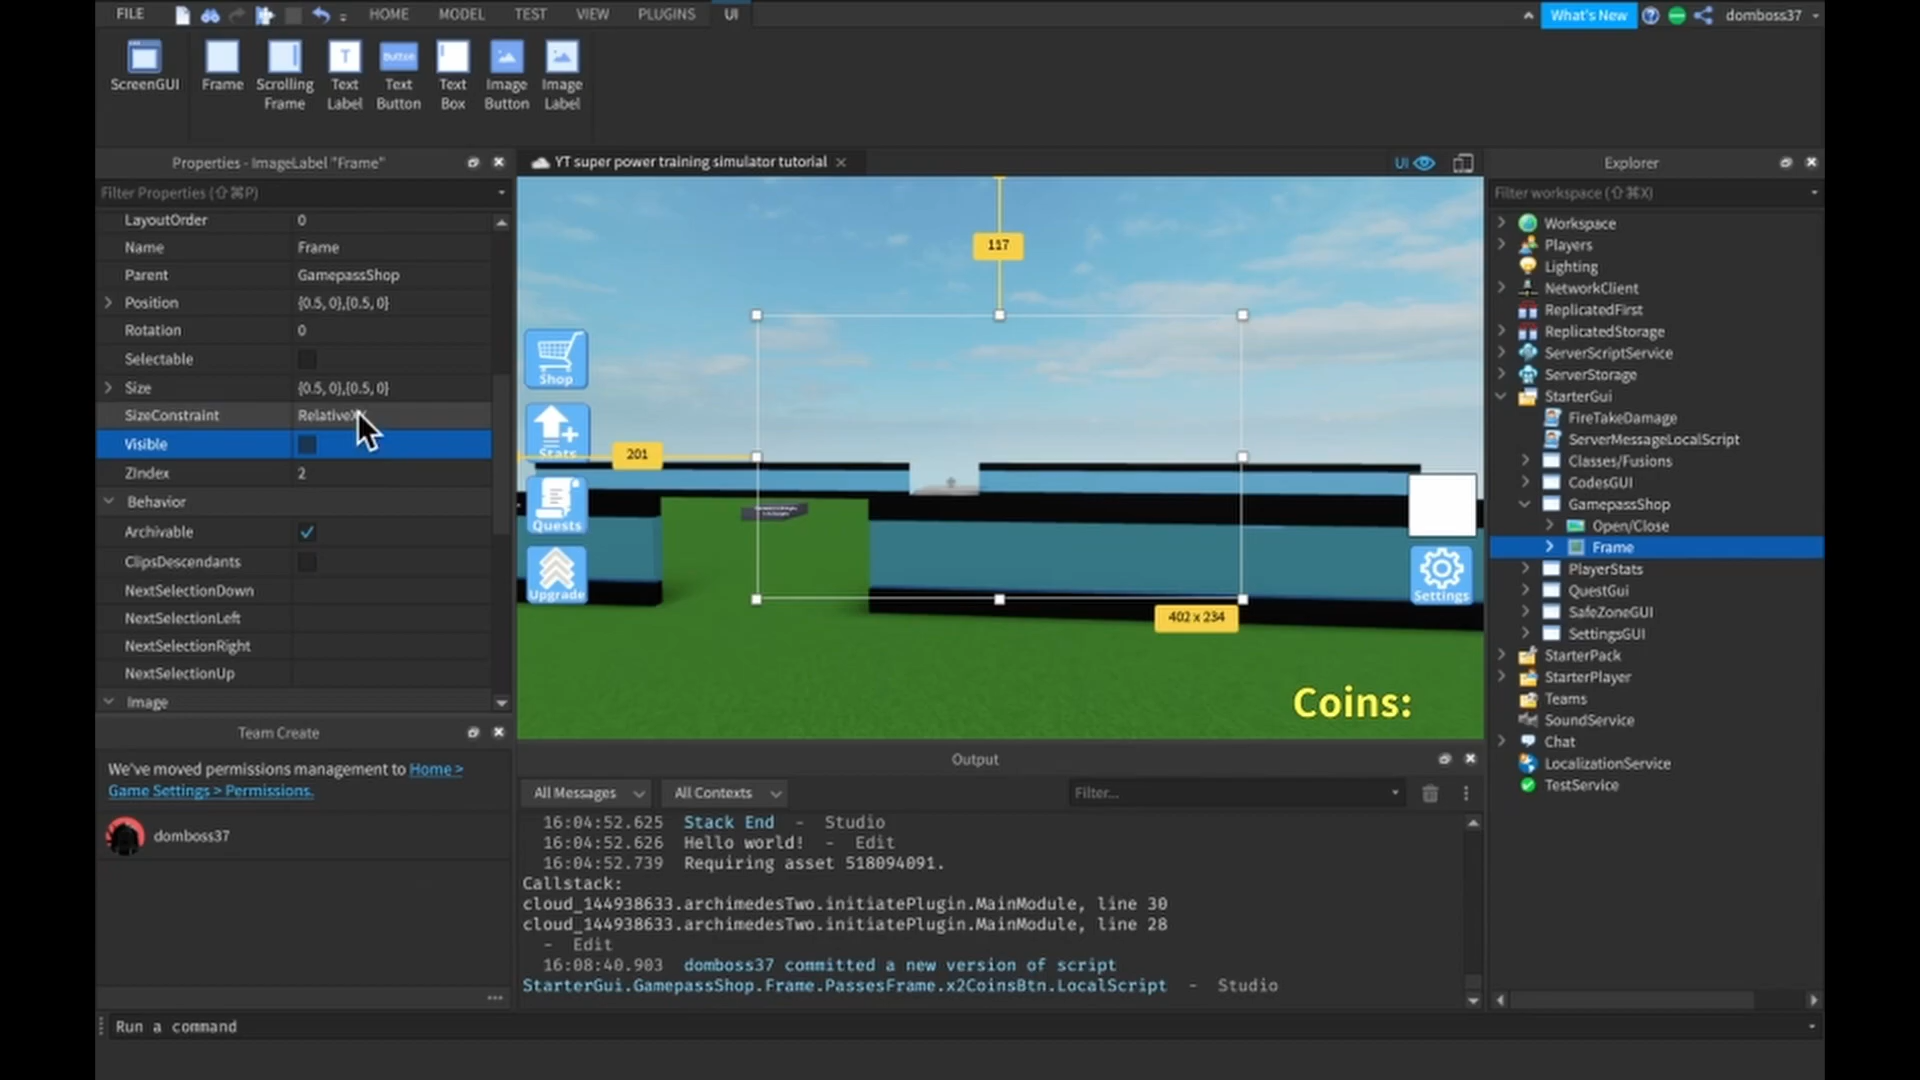 FILE
HOME
MODEL
TEST
VIEW
PLUGINS
UI
What's New
domboss37
ScreenGUI
Frame
Scrolling
Frame
Text
Label
Button
Text
Button
Text
Box
Image
Button
Image
Label
Properties - ImageLabel "Frame"
Filter Properties (⇧⌘P)
LayoutOrder 0
Name Frame
Parent GamepassShop
Position {0.5, 0},{0.5, 0}
Rotation 0
Selectable
Size {0.5, 0},{0.5, 0}
SizeConstraint
Visible
ZIndex 2
Behavior
Archivable
ClipsDescendants
NextSelectionDown
NextSelectionLeft
NextSelectionRight
NextSelectionUp
Image
Team Create
We've moved permissions management to Home >
Game Settings > Permissions.
domboss37
YT super power training simulator tutorial
UI
117
201
402 x 234
Shop
Stats
Quests
Upgrade
Settings
Coins:
Output
All Messages
All Contexts
Filter...
16:04:52.625 Stack End - Studio
16:04:52.626 Hello world! - Edit
16:04:52.739 Requiring asset 518094091.
Callstack:
cloud_144938633.archimedesTwo.initiatePlugin.MainModule, line 30
cloud_144938633.archimedesTwo.initiatePlugin.MainModule, line 28
- Edit
16:08:40.903 domboss37 committed a new version of script
StarterGui.GamepassShop.Frame.PassesFrame.x2CoinsBtn.LocalScript - Studio
Explorer
Filter workspace (⇧⌘X)
Workspace
Players
Lighting
NetworkClient
ReplicatedFirst
ReplicatedStorage
ServerScriptService
ServerStorage
StarterGui
FireTakeDamage
ServerMessageLocalScript
Classes/Fusions
CodesGUI
GamepassShop
Open/Close
Frame
PlayerStats
QuestGui
SafeZoneGUI
SettingsGUI
StarterPack
StarterPlayer
Teams
SoundService
Chat
LocalizationService
TestService
Run a command